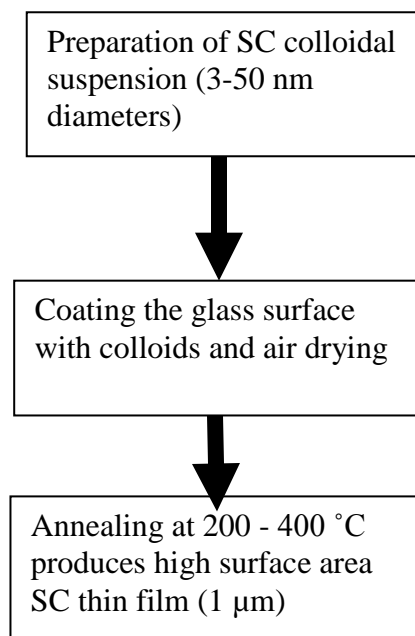 Preparation of SC colloidal
suspension (3-50 nm
diameters)
Coating the glass surface
with colloids and air drying
Annealing at 200 - 400 ˚C
produces high surface area
SC thin film (1 µm)